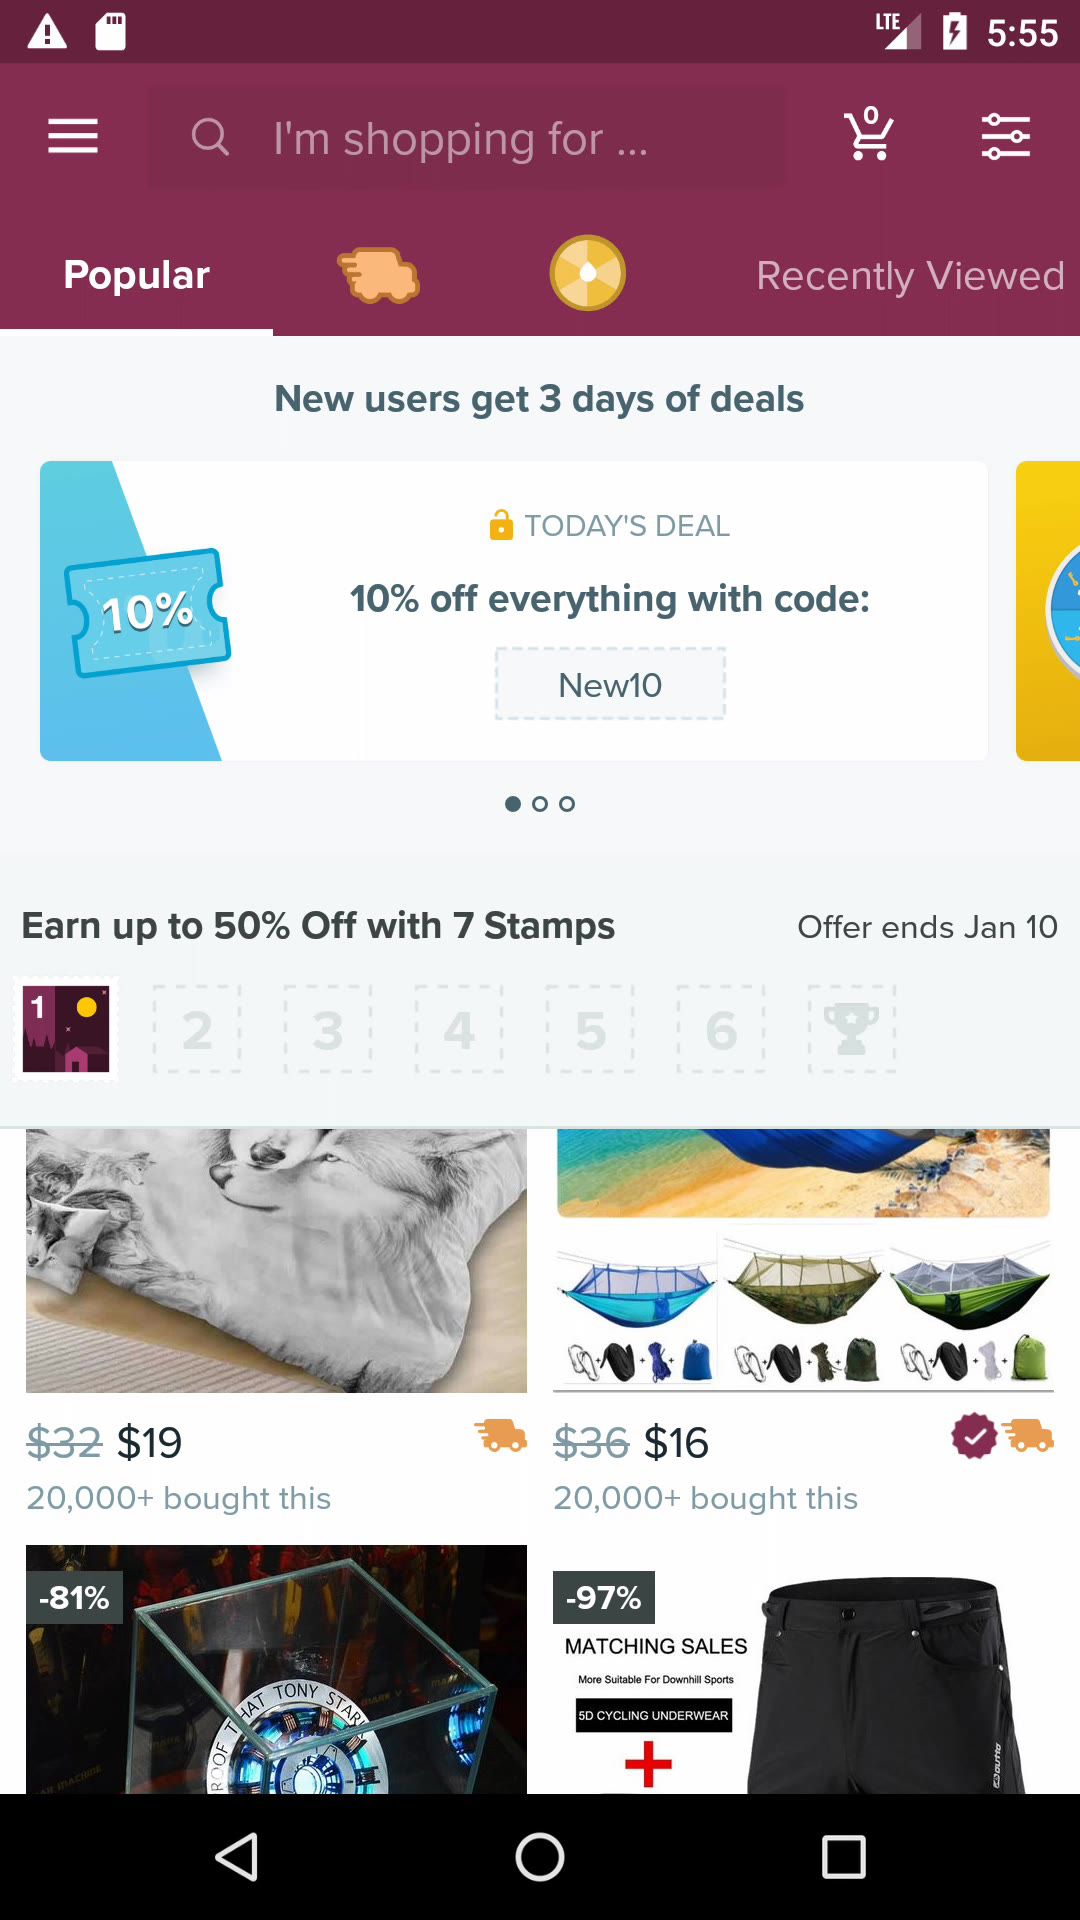 LTE 5:55
0
I'm shopping for ...
Popular
Recently Viewed
New users get 3 days of deals
TODAY'S DEAL
10%
10% off everything with code:
New10
Earn up to 50% Off with 7 Stamps
Offer ends Jan 10
1 2 3 4 5 6
$32 $19
20,000+ bought this
$36 $16
20,000+ bought this
-81%
THAT TONY STARK
-97%
MATCHING SALES
More Suitable For Downhill Sports
5D CYCLING UNDERWEAR